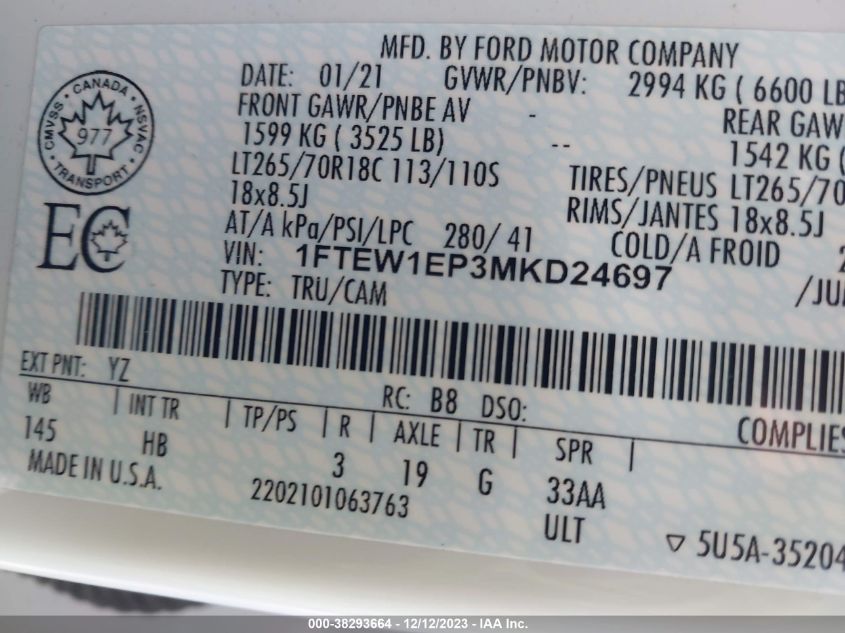 MFD. BY FORD MOTOR COMPANY
DATE: 01/21 GVWR/PNBV: 2994 KG ( 6600 LB
FRONT GAWR/PNBE AV - REAR GAW
1599 KG ( 3525 LB) -- 1542 KG (
LT265/70R18C 113/110S TIRES/PNEUS LT265/70
18x8.5J RIMS/JANTES 18x8.5J
AT/A kPa/PSI/LPC 280/ 41 COLD/A FROID
VIN: 1FTEW1EP3MKD24697
TYPE: TRU/CAM
CANADA
CMVSS NSVAC
977
TRANSPORT
EC
EXT PNT: YZ RC: B8 DSO:
WB | INT TR | TP/PS | R | AXLE | TR | SPR | COMPLIES
145 HB 3 19 G 33AA
MADE IN U.S.A. 2202101063763 ULT
▽ 5U5A-35204
000-38293664 - 12/12/2023 - IAA Inc.